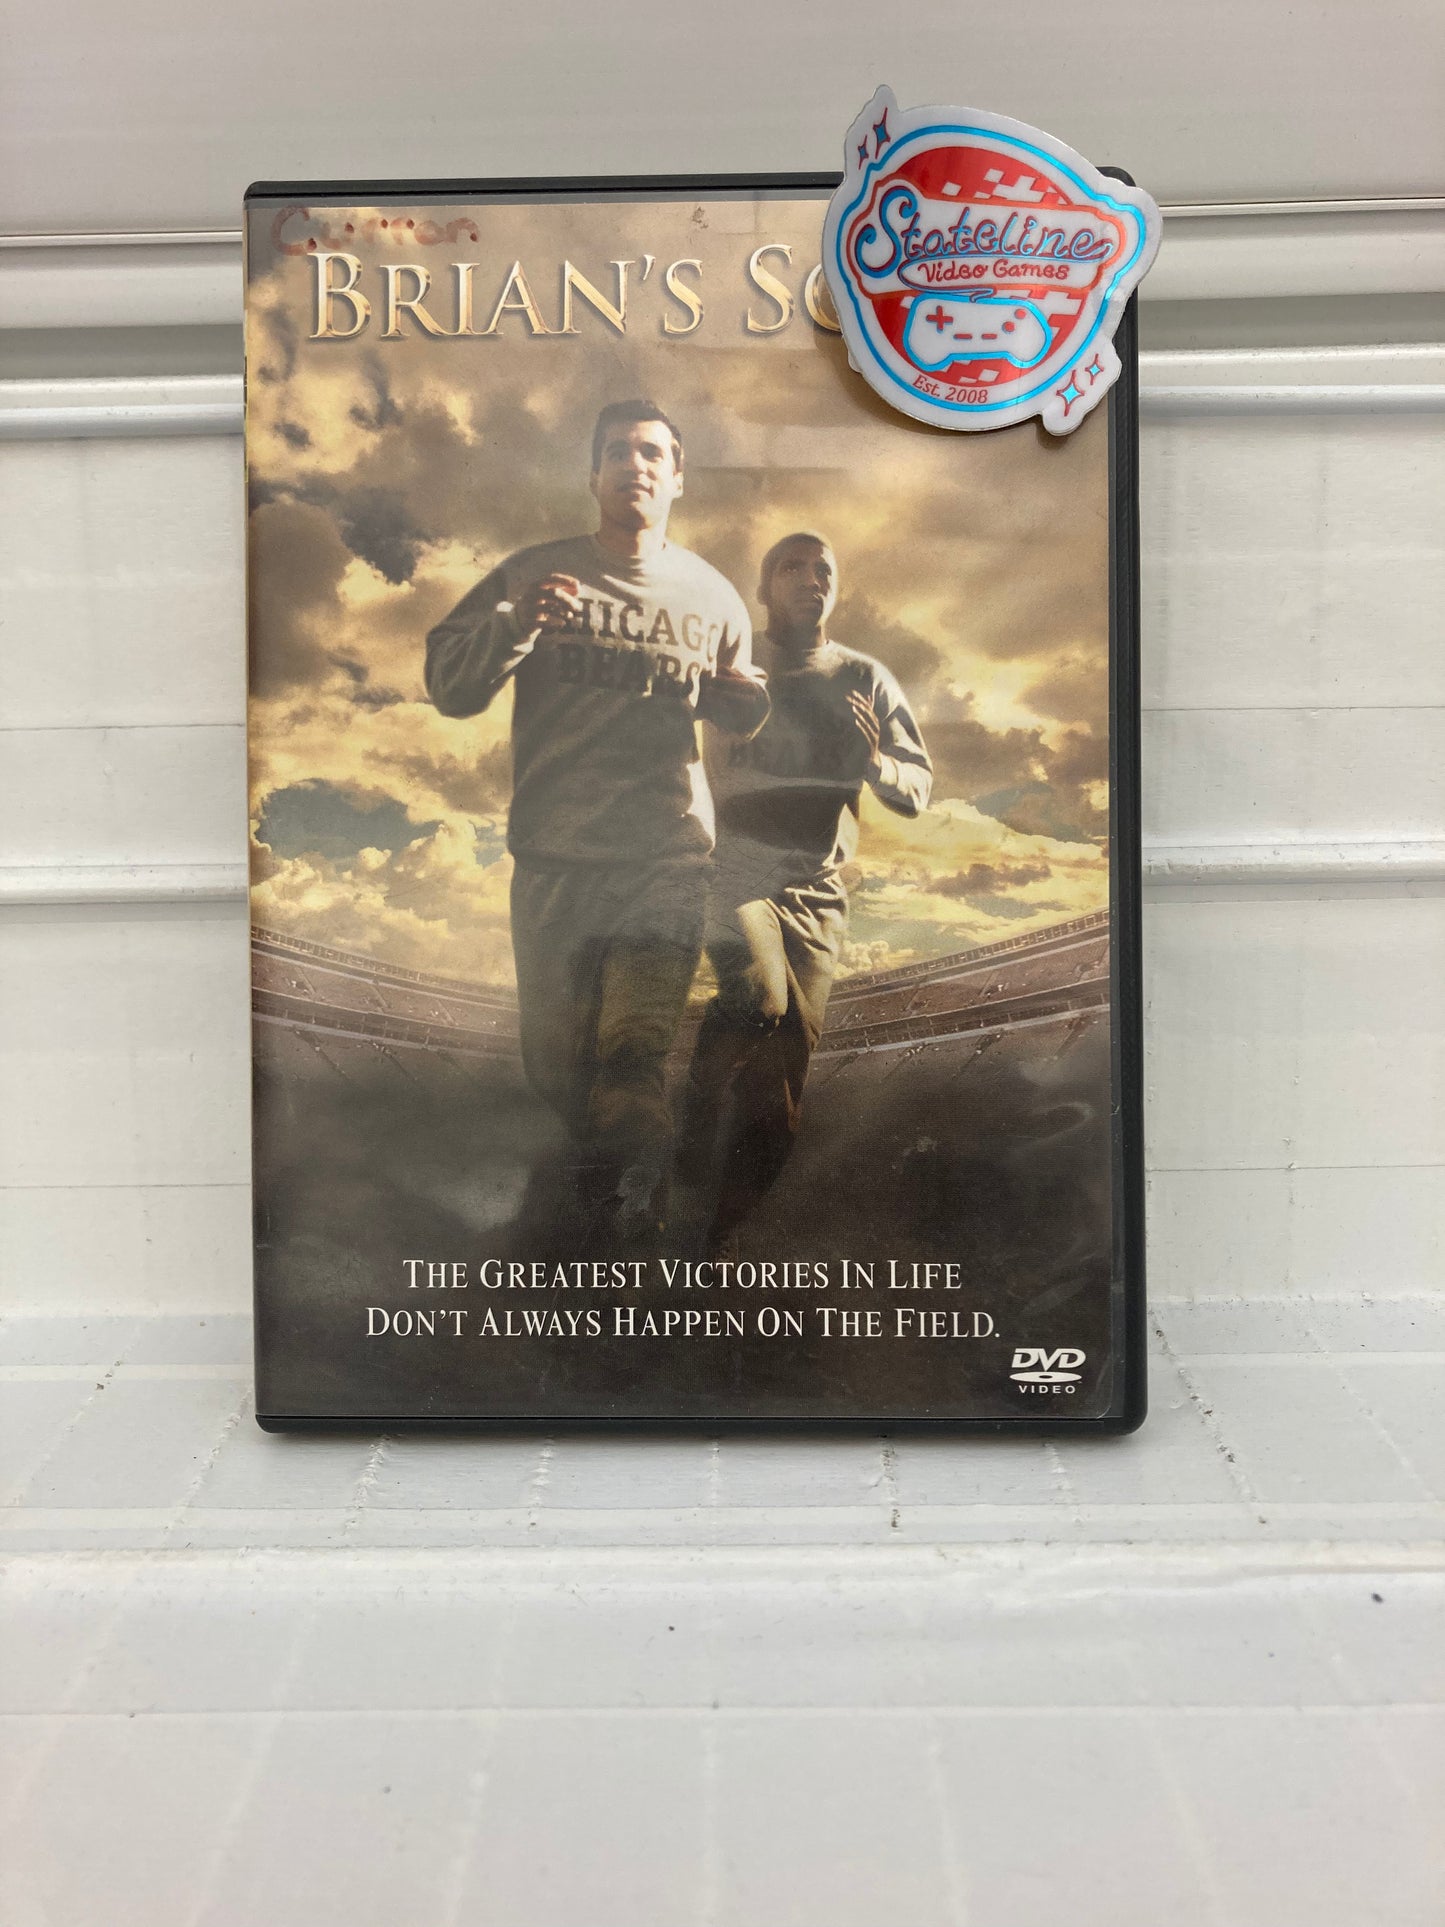 Curran
BRIAN'S SO
Stateline
Video Games
Est. 2008
CHICAGO
BEARS
BEARS
THE GREATEST VICTORIES IN LIFE
DON'T ALWAYS HAPPEN ON THE FIELD.
DVD
VIDEO